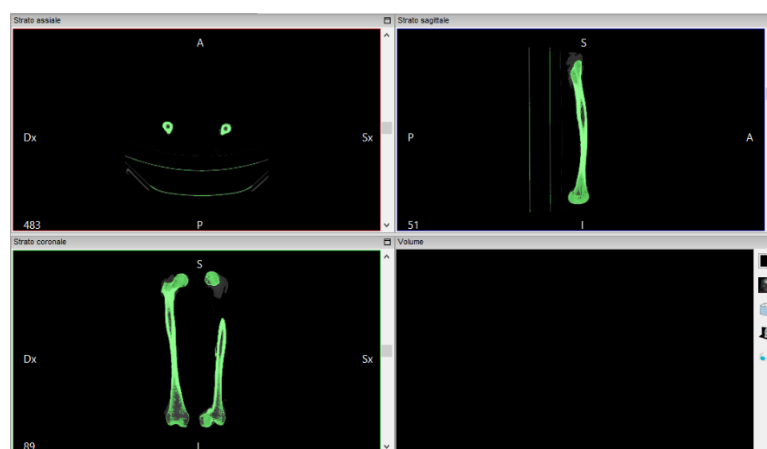 Strato assiale
A
Dx
Sx
483
P
Strato sagittale
S
P
A
51
I
Strato coronale
S
Dx
Sx
89
I
Volume